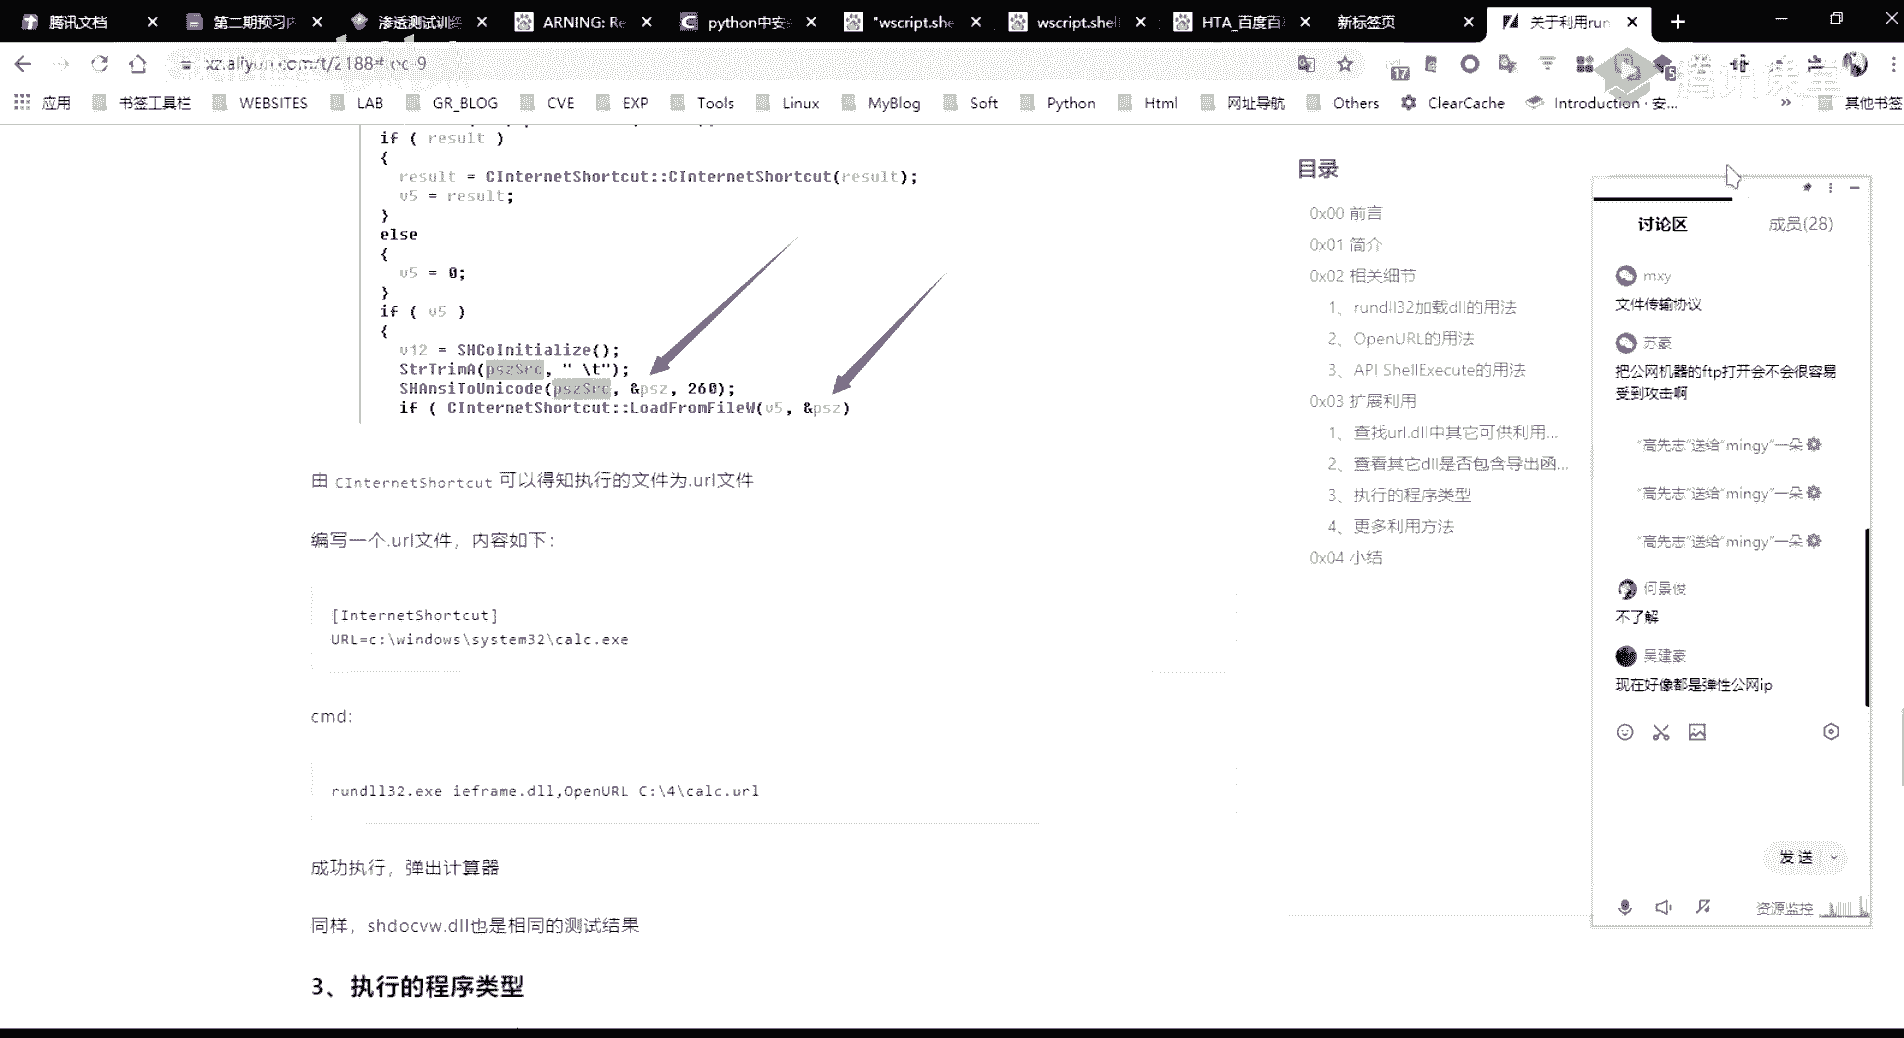 腾讯文档
第二期预习
渗透测试训练
ARNING: Re
python中安
"wscript.she
wscript.shel
HTA_百度百
新标签页
关于利用run
xz.aliyun.com/t/2188#toc-9
17
5
腾讯课堂
应用
书签工具栏
WEBSITES
LAB
GR_BLOG
CVE
EXP
Tools
Linux
MyBlog
Soft
Python
Html
网址导航
Others
ClearCache
Introduction · 安...
»
其他书签
if ( result )
{
result = CInternetShortcut::CInternetShortcut(result);
v5 = result;
}
else
{
v5 = 0;
}
if ( v5 )
{
v12 = SHCoInitialize();
StrTrimA(pszSrc, " \t");
SHAnsiToUnicode(pszSrc, &psz, 260);
if ( CInternetShortcut::LoadFromFileW(v5, &psz)
由 CInternetShortcut 可以得知执行的文件为.url文件
编写一个.url文件，内容如下：
[InternetShortcut]
URL=c:\windows\system32\calc.exe
cmd:
rundll32.exe ieframe.dll,OpenURL C:\4\calc.url
成功执行，弹出计算器
同样，shdocvw.dll也是相同的测试结果
3、执行的程序类型
目录
0x00 前言
0x01 简介
0x02 相关细节
1、rundll32加载dll的用法
2、OpenURL的用法
3、API ShellExecute的用法
0x03 扩展利用
1、查找url.dll中其它可供利用...
2、查看其它dll是否包含导出函...
3、执行的程序类型
4、更多利用方法
0x04 小结
讨论区
成员(28)
mxy
文件传输协议
苏豪
把公网机器的ftp打开会不会很容易
受到攻击啊
"高先志"送给"mingy"一朵
"高先志"送给"mingy"一朵
"高先志"送给"mingy"一朵
何景俊
不了解
吴建豪
现在好像都是弹性公网ip
发送
资源监控